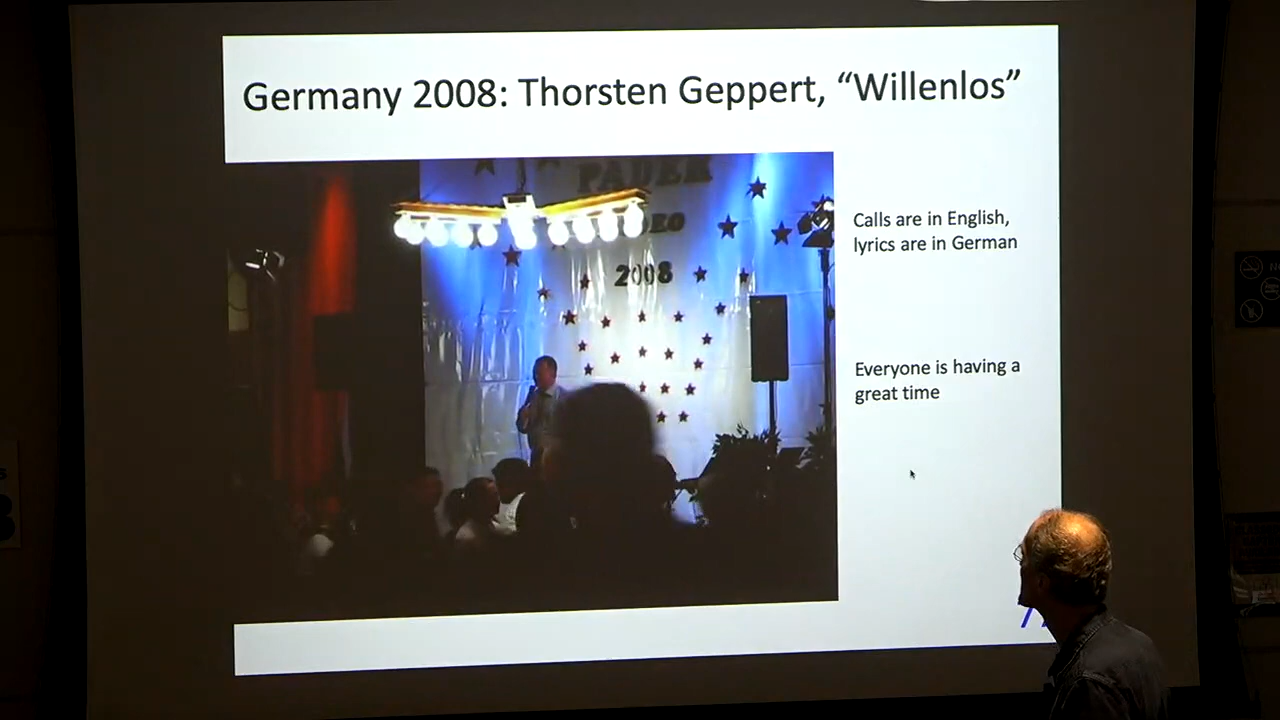 Germany 2008: Thorsten Geppert, “Willenlos”
Calls are in English,
lyrics are in German
2008
Everyone is having a
great time